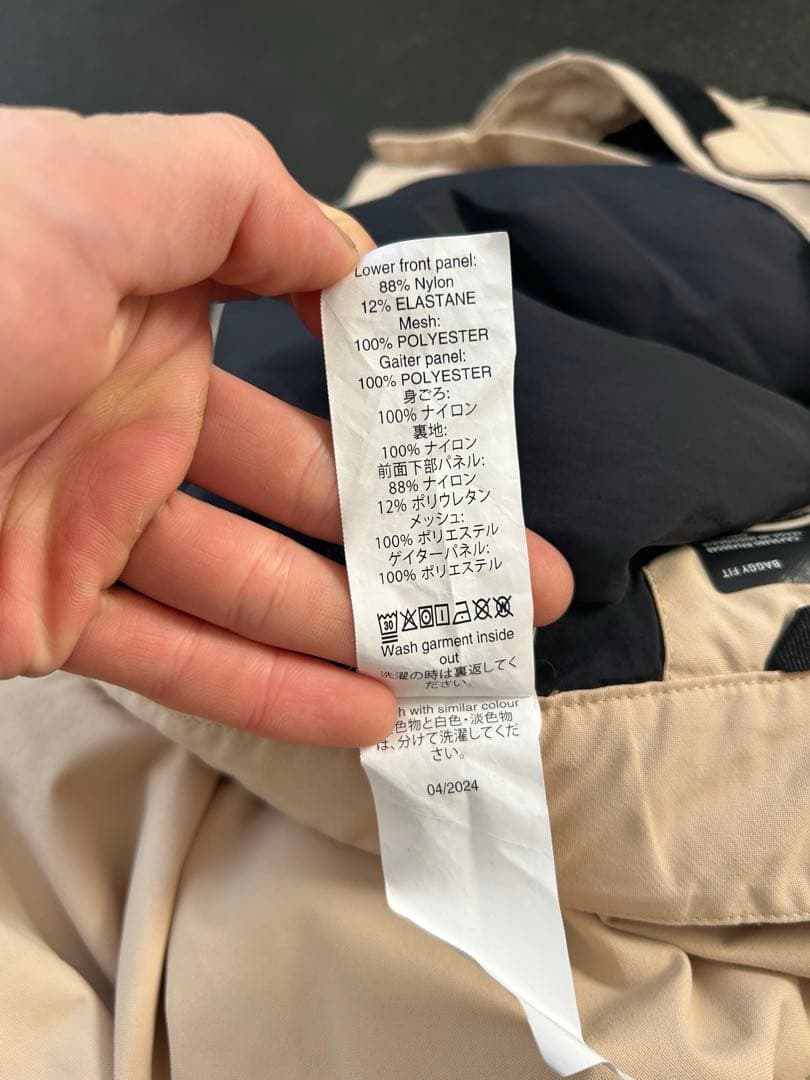 Lower front panel:
88% Nylon
12% ELASTANE
Mesh:
100% POLYESTER
Gaiter panel:
100% POLYESTER
身ごろ:
100% ナイロン
裏地:
100% ナイロン
前面下部パネル:
88% ナイロン
12% ポリウレタン
メッシュ:
100% ポリエステル
ゲイターパネル:
100% ポリエステル
30
Wash garment inside
out
洗濯の時は裏返してく
ださい。
with similar colour
色物と白色・淡色物
は、分けて洗濯してくだ
さい。
04/2024
BAGGY FIT